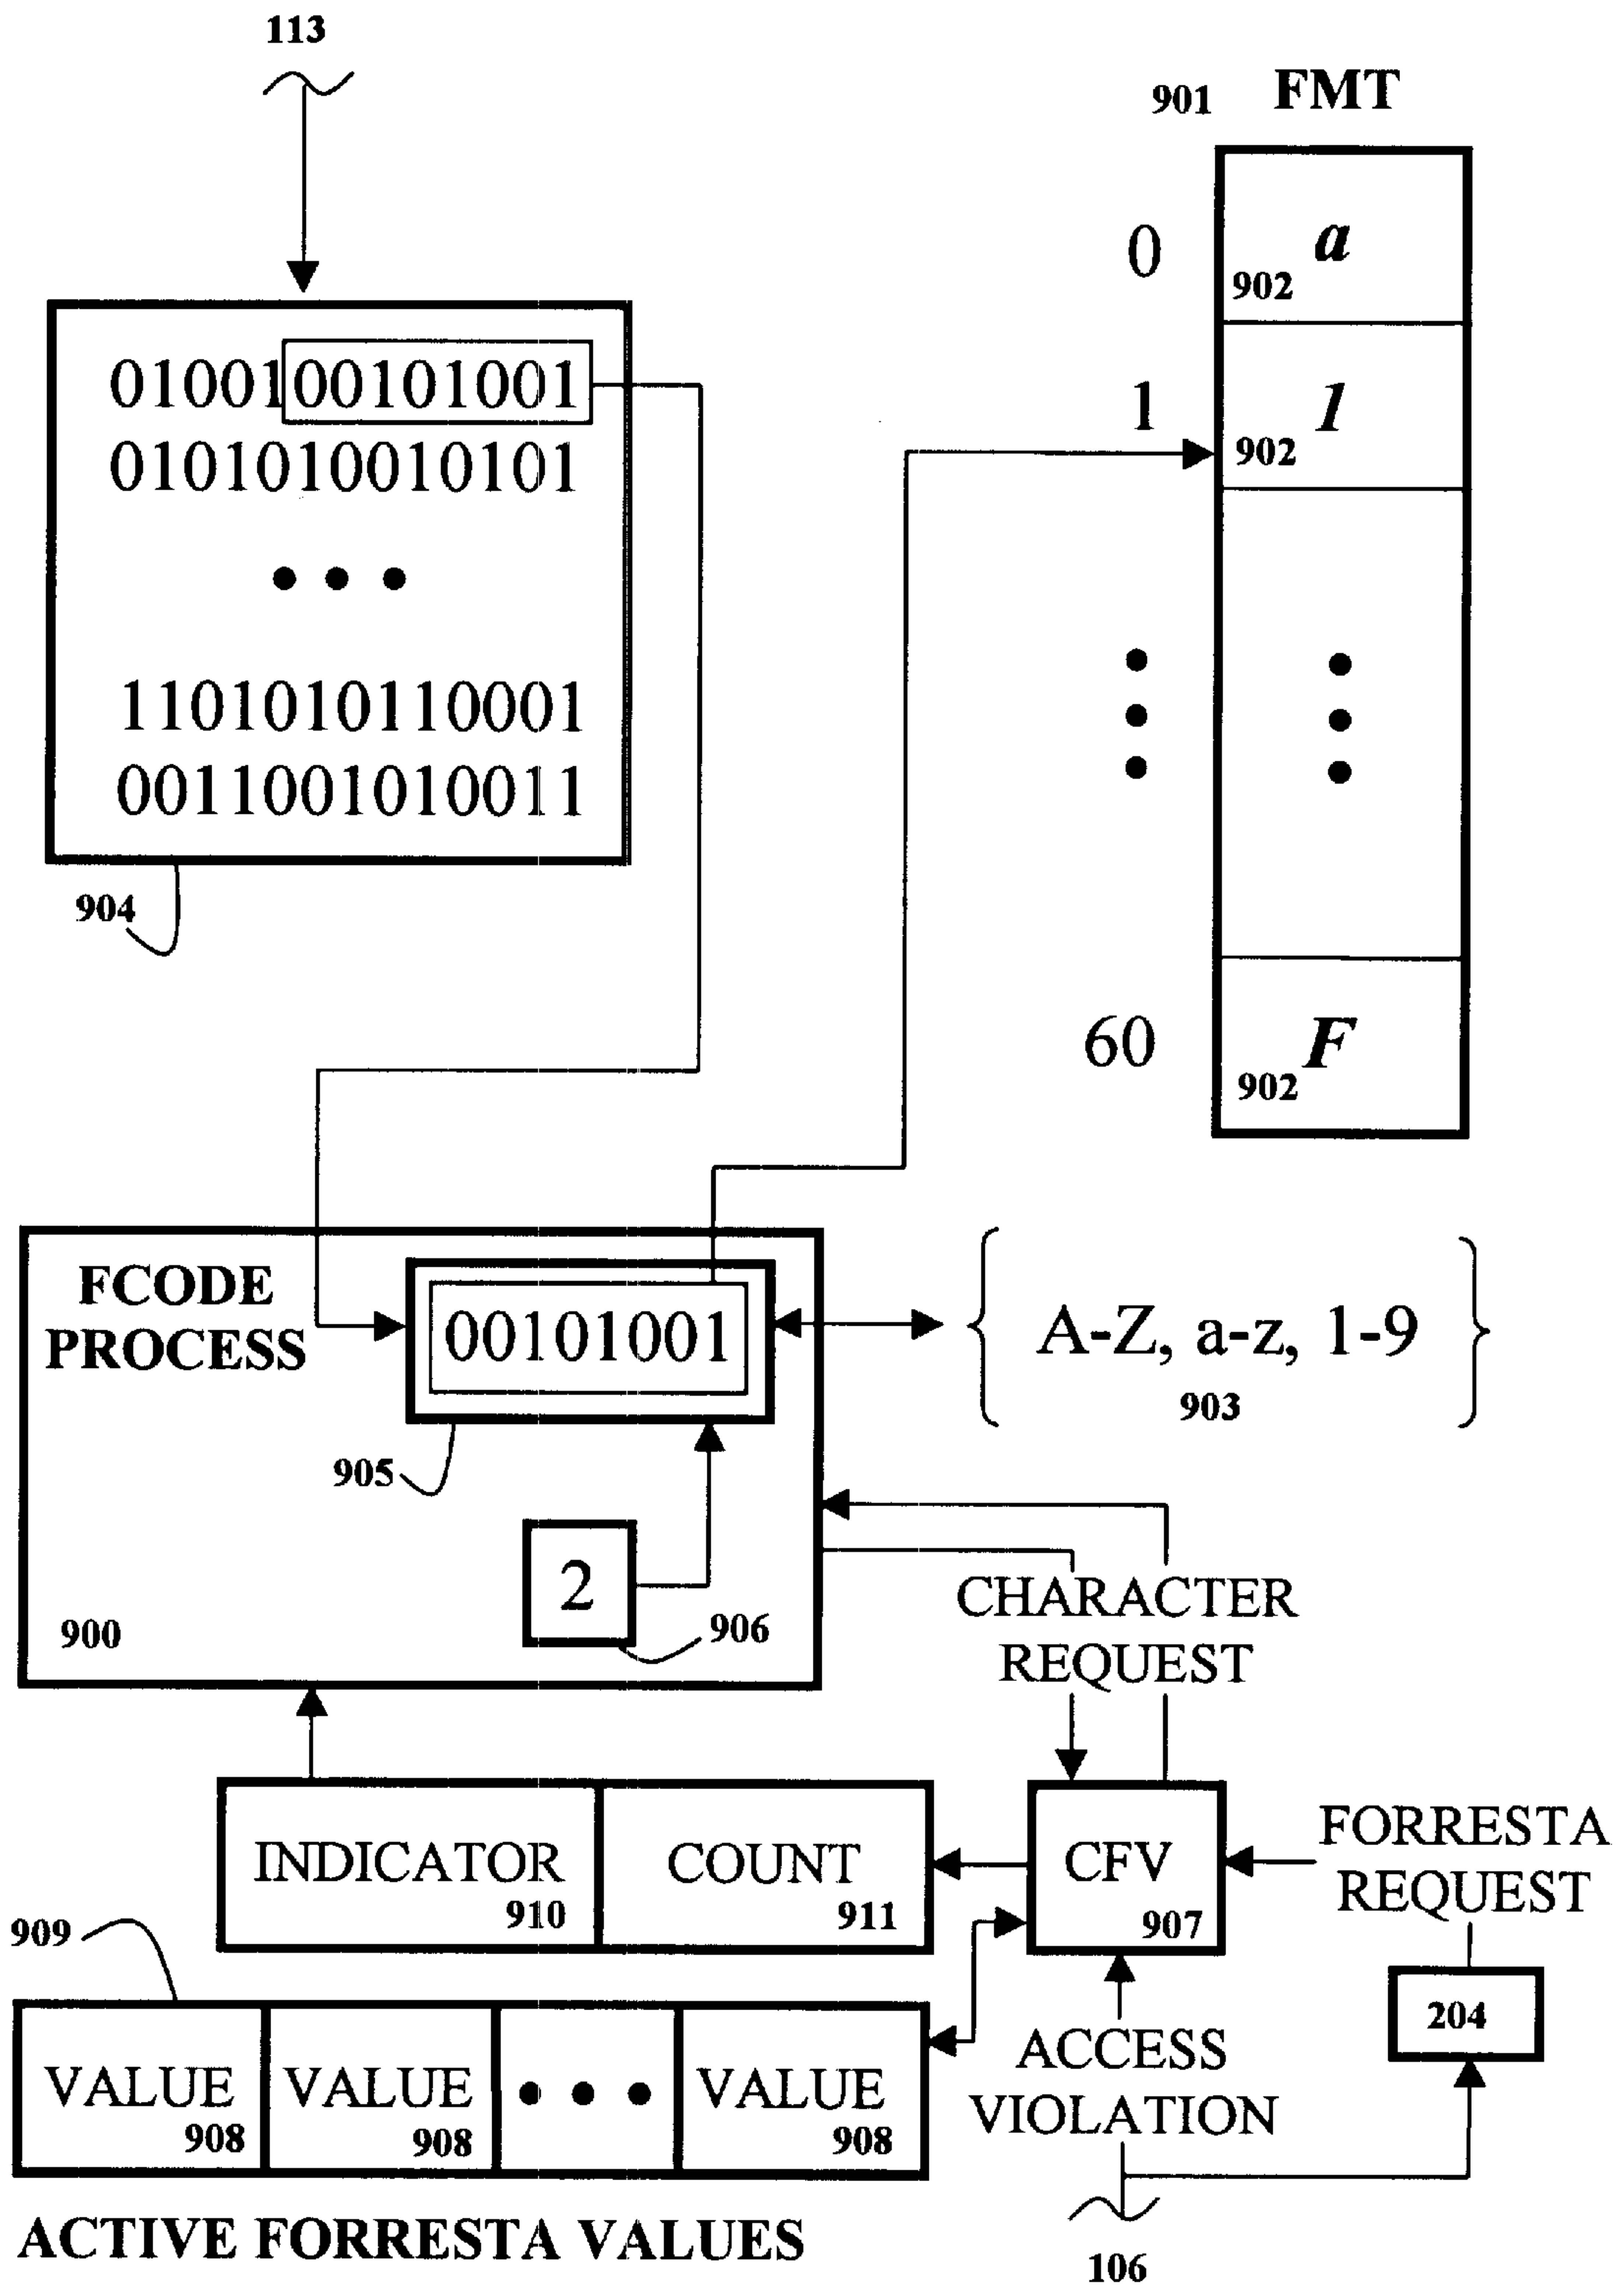 113
901 FMT
0 a
902
0100100101001
1 1
902
0101010010101
1101010110001
0011001010011
904
60 F
902
FCODE
PROCESS
00101001
A-Z, a-z, 1-9
903
905
2
906
900
CHARACTER
REQUEST
INDICATOR
910
COUNT
911
CFV
907
FORRESTA
REQUEST
909
204
VALUE
908
VALUE
908
VALUE
908
ACCESS
VIOLATION
ACTIVE FORRESTA VALUES
106